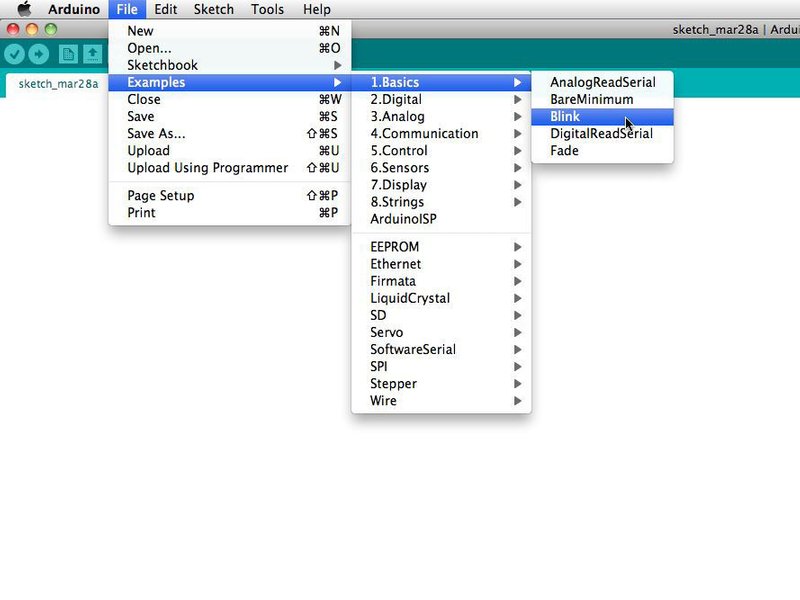 Arduino File Edit Sketch Tools Help
sketch_mar28a | Ardui
sketch_mar28a
New ⌘N
Open... ⌘O
Sketchbook
Examples
Close ⌘W
Save ⌘S
Save As... ⇧⌘S
Upload ⌘U
Upload Using Programmer ⇧⌘U
Page Setup ⇧⌘P
Print ⌘P
1.Basics
2.Digital
3.Analog
4.Communication
5.Control
6.Sensors
7.Display
8.Strings
ArduinoISP
EEPROM
Ethernet
Firmata
LiquidCrystal
SD
Servo
SoftwareSerial
SPI
Stepper
Wire
AnalogReadSerial
BareMinimum
Blink
DigitalReadSerial
Fade